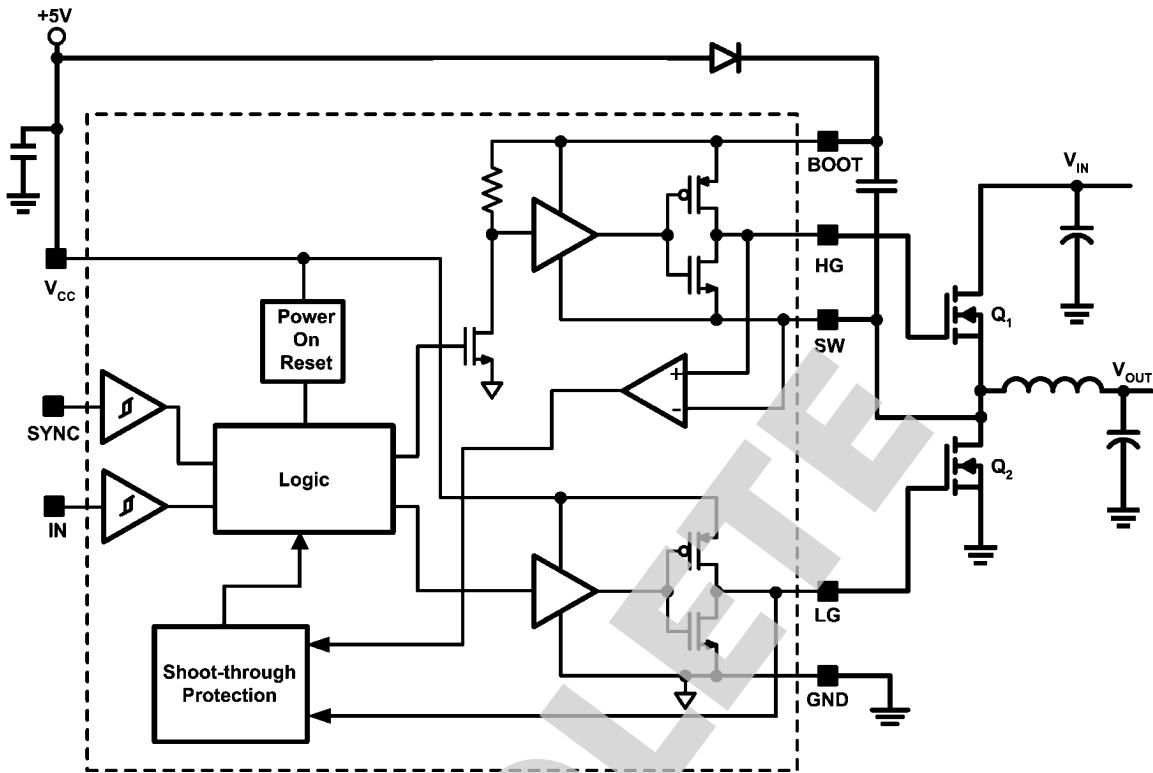 +5V
BOOT
V_IN
HG
V_CC
Power
On
Reset
SW
Q_1
+
−
V_OUT
SYNC
Logic
Q_2
IN
LG
Shoot-through
Protection
GND
LETE